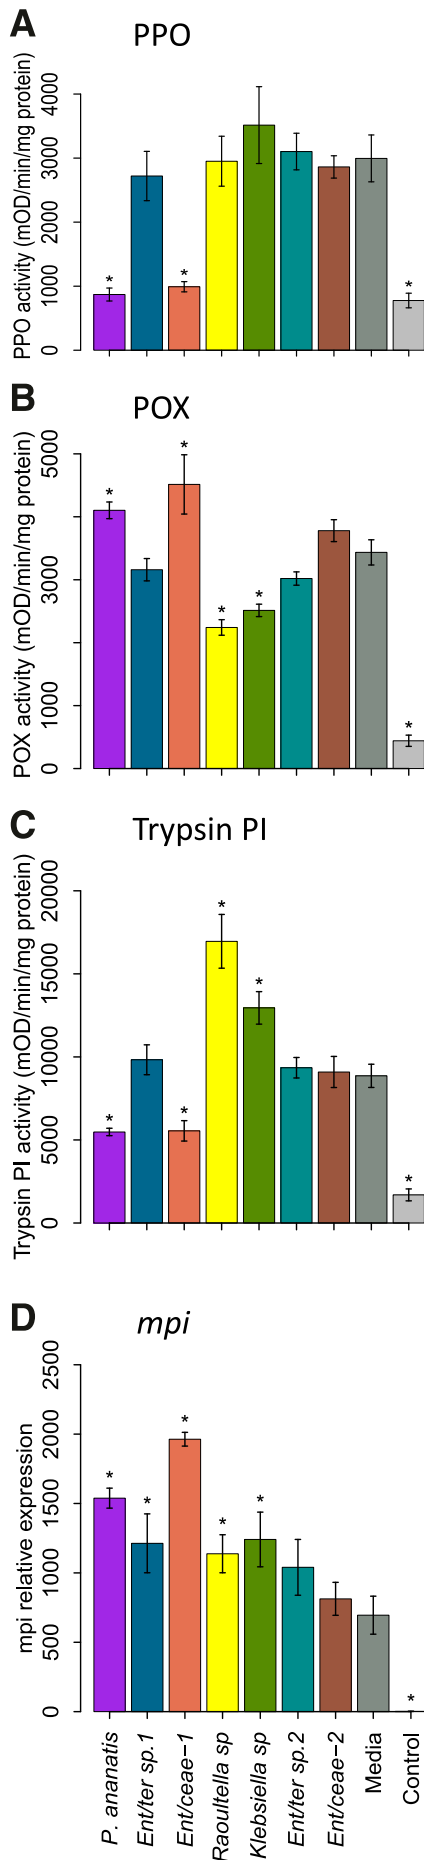 A
PPO
PPO activity (mOD/min/mg protein)
4000
3000
2000
1000
0
*
*
*
B
POX
POX activity (mOD/min/mg protein)
5000
3000
1000
0
*
*
*
*
*
C
Trypsin PI
Trypsin PI activity (mOD/min/mg protein)
20000
15000
10000
5000
0
*
*
*
*
*
D
mpi
mpi relative expression
2500
2000
1500
1000
500
0
*
*
*
*
*
*
P. ananatis
Ent/ter sp.1
Ent/ceae−1
Raoultella sp
Klebsiella sp
Ent/ter sp.2
Ent/ceae−2
Media
Control